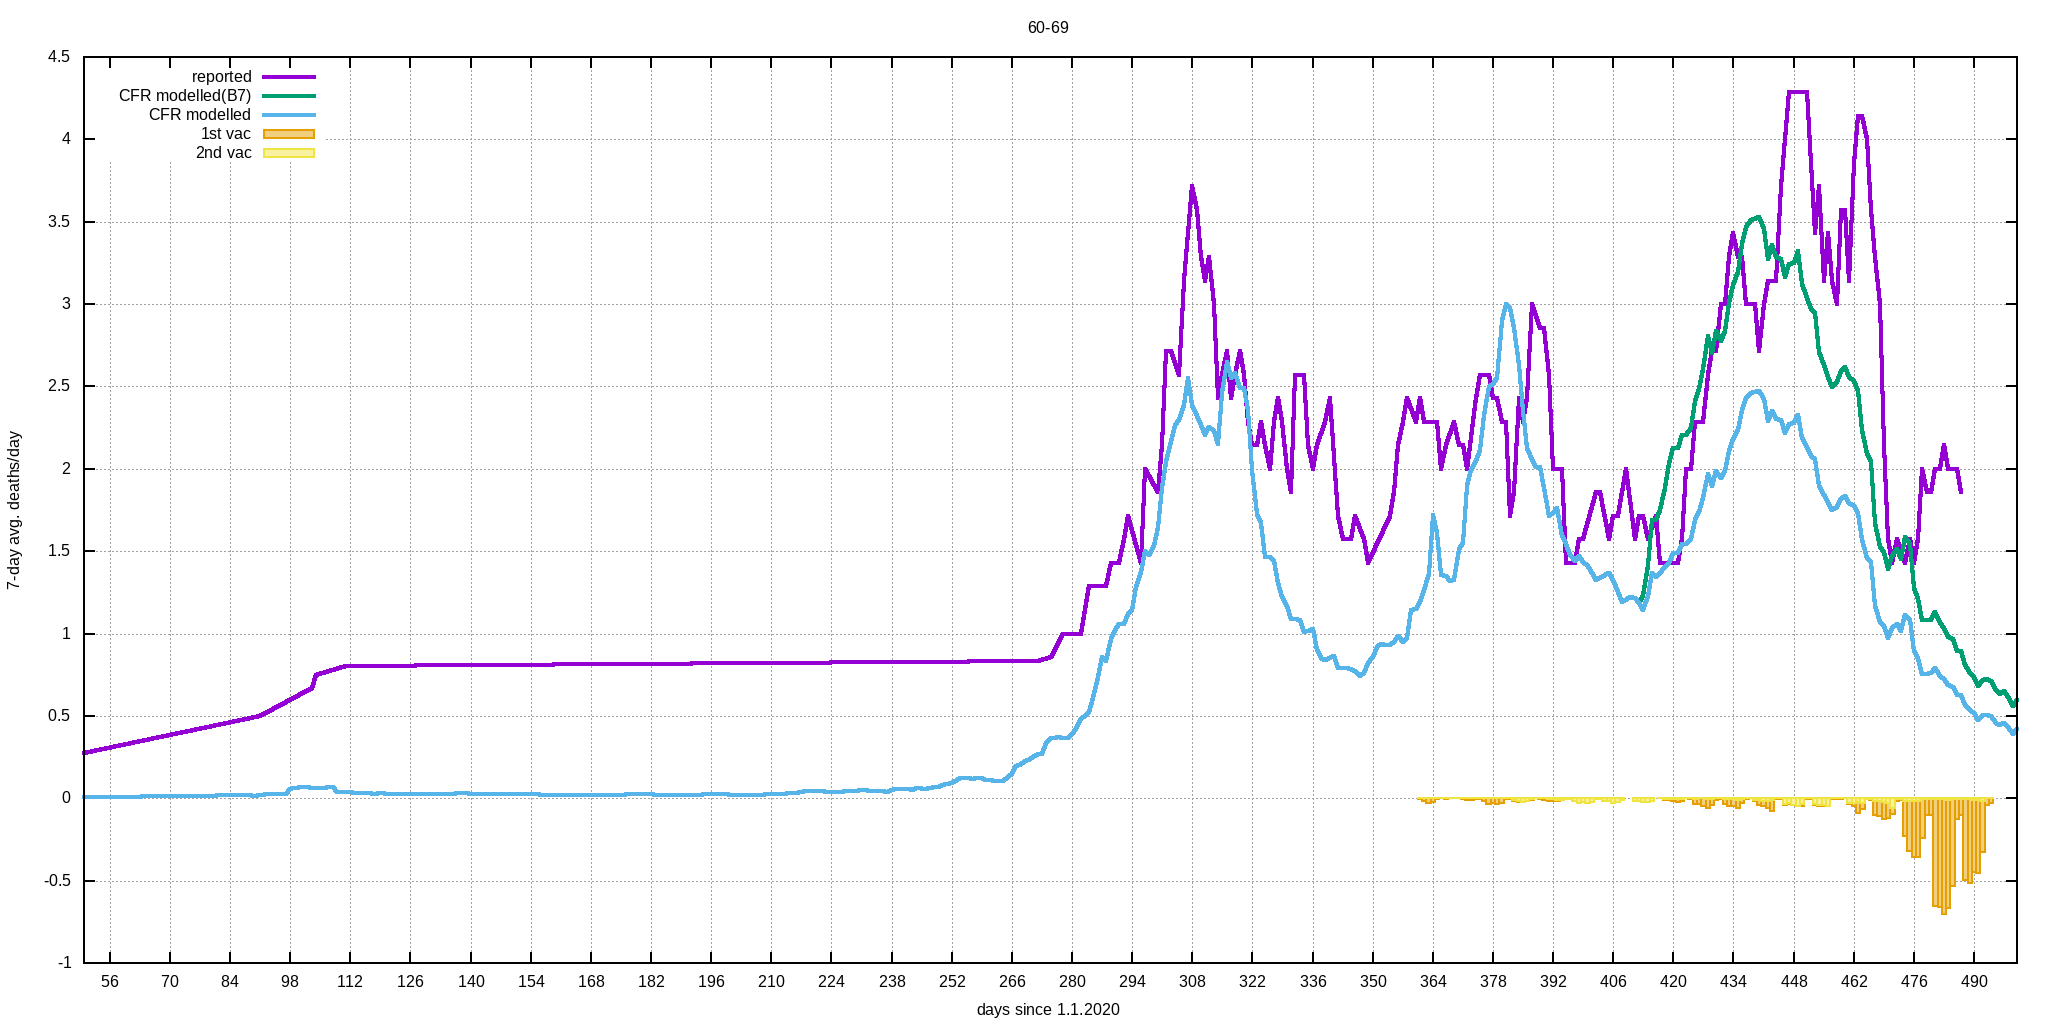 60-69
4.5
4
3.5
3
2.5
2
1.5
1
0.5
0
-0.5
-1
reported
CFR modelled(B7)
CFR modelled
1st vac
2nd vac
7-day avg. deaths/day
56 70 84 98 112 126 140 154 168 182 196 210 224 238 252 266 280 294 308 322 336 350 364 378 392 406 420 434 448 462 476 490
days since 1.1.2020